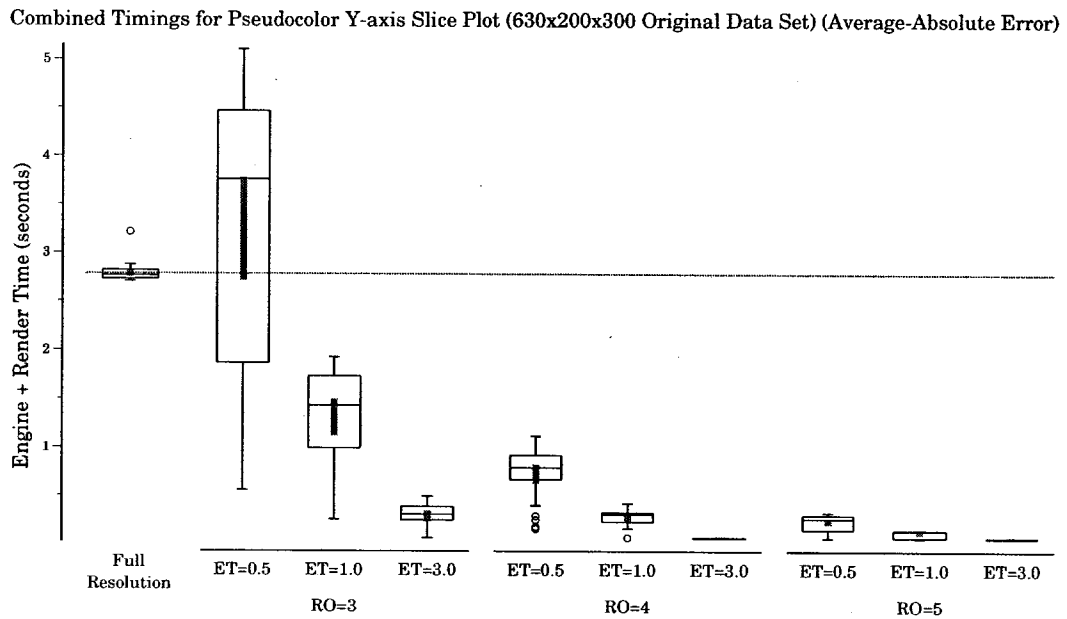 Combined Timings for Pseudocolor Y-axis Slice Plot (630x200x300 Original Data Set) (Average-Absolute Error)
Engine + Render Time (seconds)
5
4
3
2
1
Full
Resolution
ET=0.5 ET=1.0 ET=3.0
RO=3
ET=0.5 ET=1.0 ET=3.0
RO=4
ET=0.5 ET=1.0 ET=3.0
RO=5